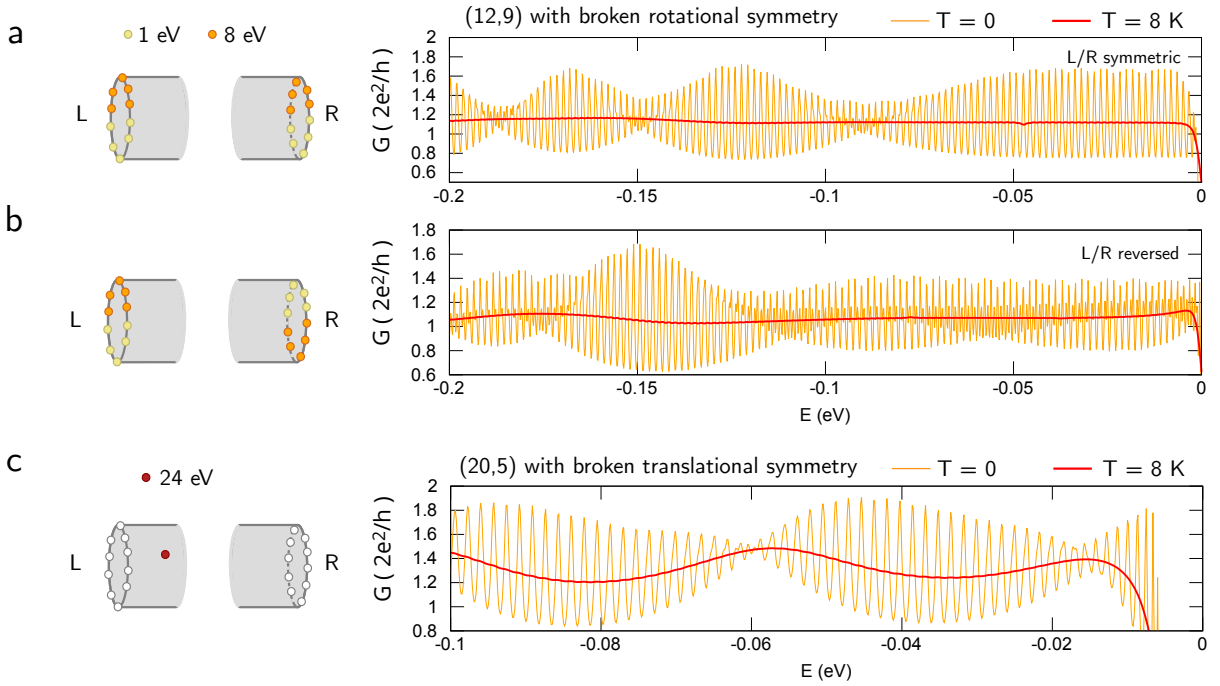 a
1 eV 8 eV
L R
(12,9) with broken rotational symmetry T = 0 T = 8 K
L/R symmetric
G ( 2e²/h )
2
1.8
1.6
1.4
1.2
1
0.8
0.6
-0.2 -0.15 -0.1 -0.05 0
b
L R
L/R reversed
G ( 2e²/h )
1.8
1.6
1.4
1.2
1
0.8
0.6
-0.2 -0.15 -0.1 -0.05 0
E (eV)
c
24 eV
L R
(20,5) with broken translational symmetry T = 0 T = 8 K
G ( 2e²/h )
2
1.8
1.6
1.4
1.2
1
0.8
-0.1 -0.08 -0.06 -0.04 -0.02 0
E (eV)